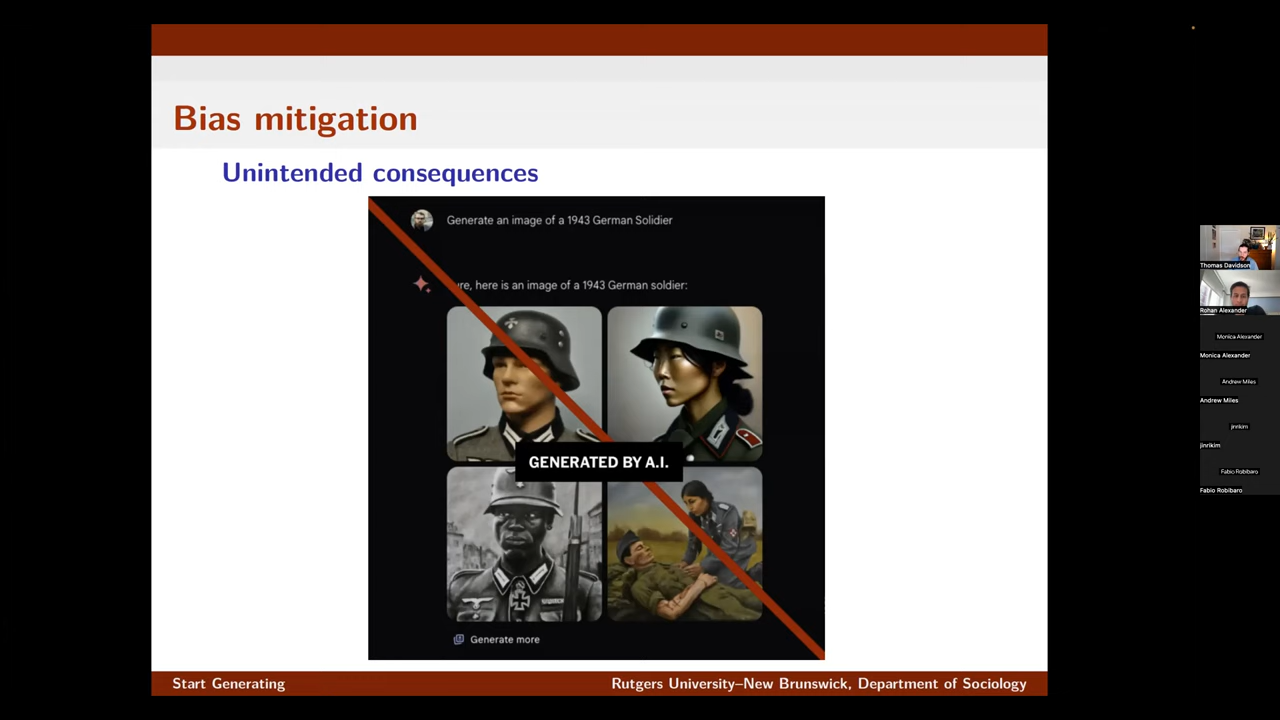 Bias mitigation
Unintended consequences
Generate an image of a 1943 German Solidier
ure, here is an image of a 1943 German soldier:
GENERATED BY A.I.
Generate more
Start Generating
Rutgers University–New Brunswick, Department of Sociology
Thomas Davidson
Rohan Alexander
Monica Alexander
Monica Alexander
Andrew Miles
Andrew Miles
jinrikim
jinrikim
Fabio Robibaro
Fabio Robibaro